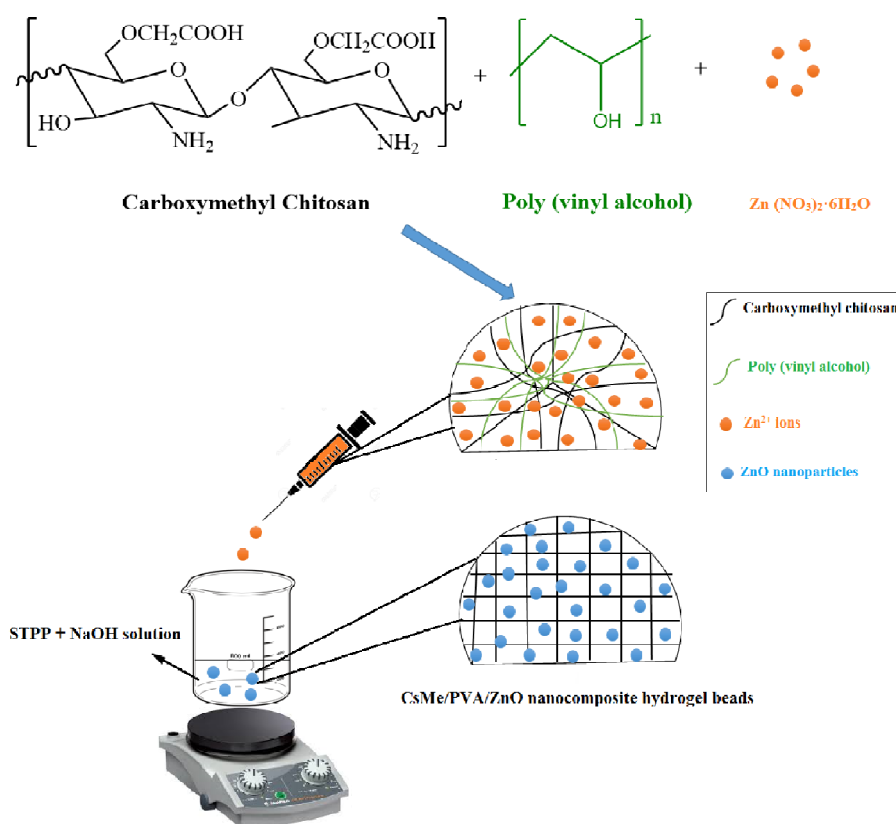 OCH₂COOH
OCH₂COOH
O
O
O
HO
NH₂
NH₂
+
OH
n
+
Carboxymethyl Chitosan
Poly (vinyl alcohol)
Zn (NO₃)₂·6H₂O
Carboxymethyl chitosan
Poly (vinyl alcohol)
Zn²⁺ Ions
ZnO nanoparticles
STPP + NaOH solution
CsMe/PVA/ZnO nanocomposite hydrogel beads